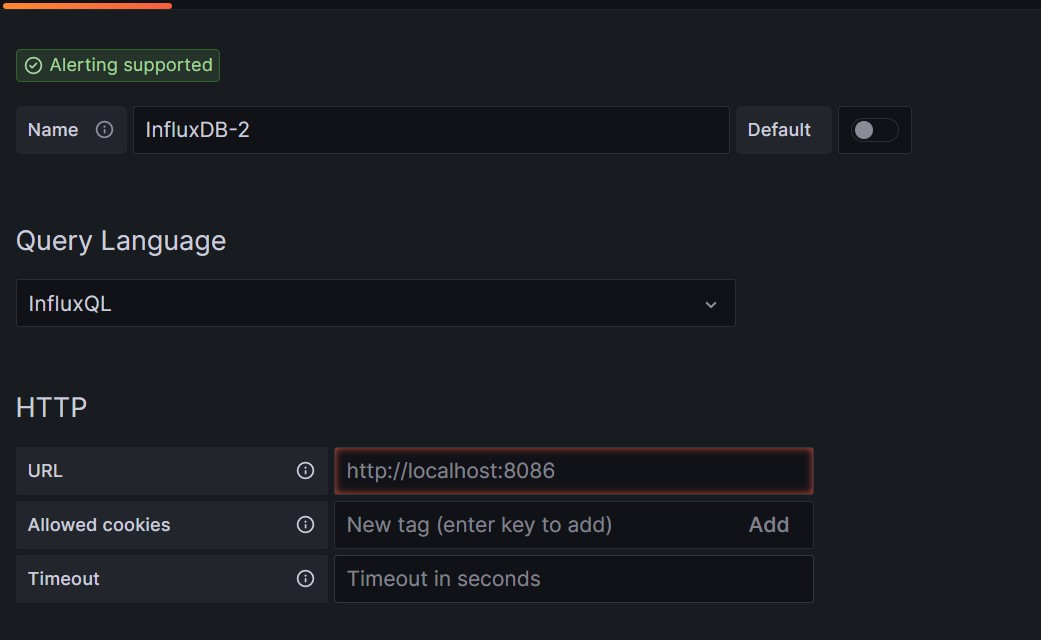 Alerting supported
Name InfluxDB-2 Default
Query Language
InfluxQL
HTTP
URL http://localhost:8086
Allowed cookies New tag (enter key to add) Add
Timeout Timeout in seconds